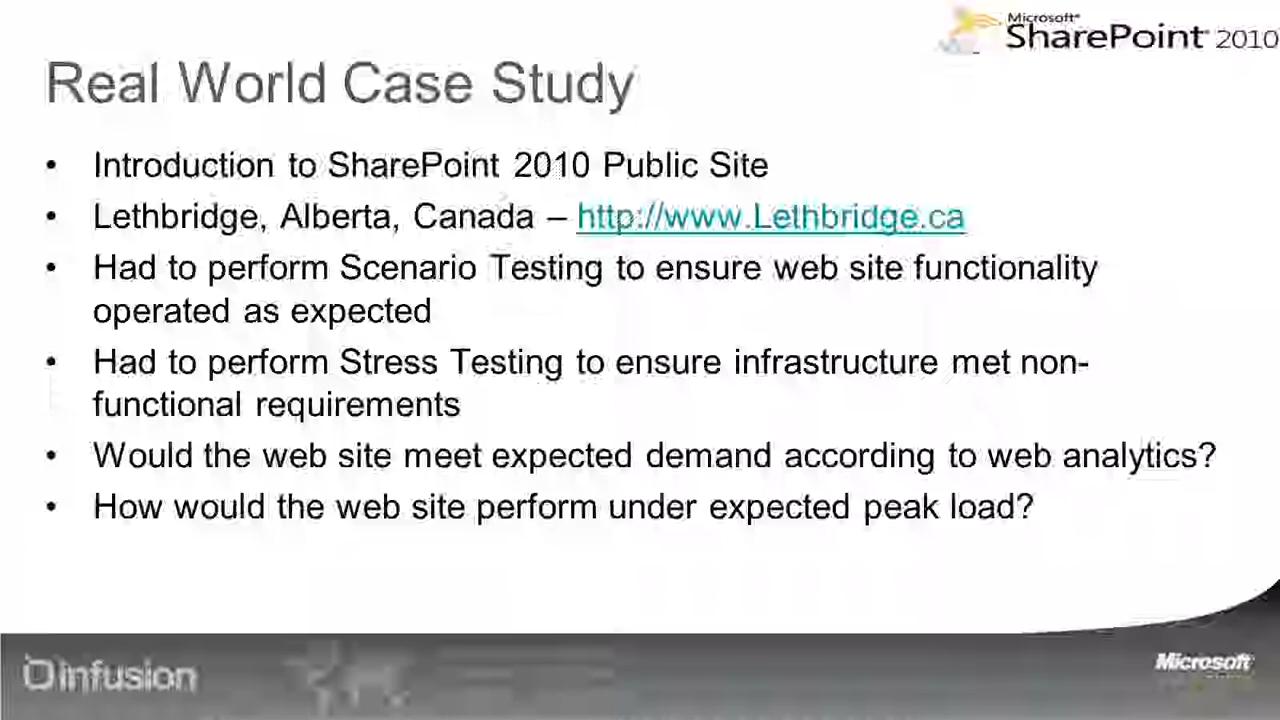 Microsoft®
SharePoint® 2010
Real World Case Study
• Introduction to SharePoint 2010 Public Site
• Lethbridge, Alberta, Canada – http://www.Lethbridge.ca
• Had to perform Scenario Testing to ensure web site functionality
operated as expected
• Had to perform Stress Testing to ensure infrastructure met non-
functional requirements
• Would the web site meet expected demand according to web analytics?
• How would the web site perform under expected peak load?
infusion
Microsoft